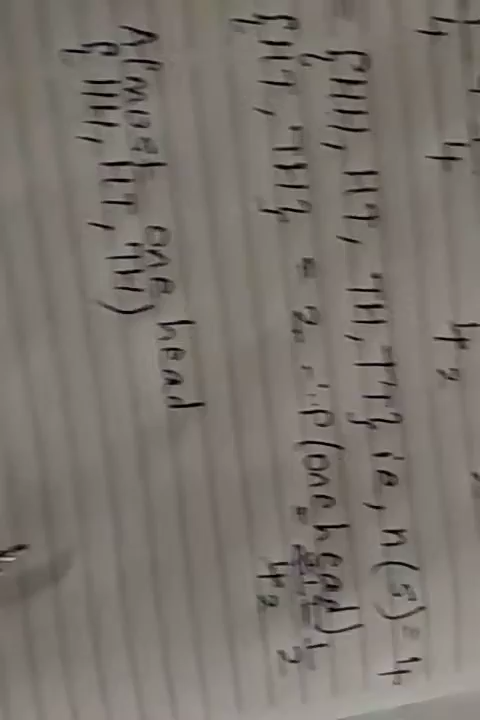 {HH, HT, TH, TT} ie, n(S) = 4
{HT, TH} = 2 ∴ P(one head)
= 2/4 = 1/2
Almost one head
{HH, HT, TH)